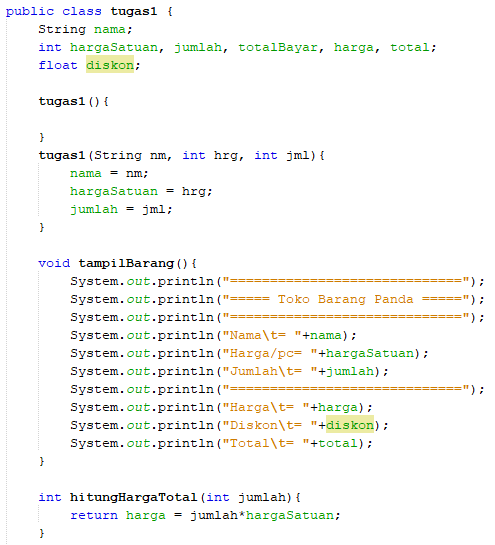 public class tugas1 {
    String nama;
    int hargaSatuan, jumlah, totalBayar, harga, total;
    float diskon;

    tugas1(){

    }
    tugas1(String nm, int hrg, int jml){
        nama = nm;
        hargaSatuan = hrg;
        jumlah = jml;
    }

    void tampilBarang(){
        System.out.println("=============================");
        System.out.println("===== Toko Barang Panda =====");
        System.out.println("=============================");
        System.out.println("Nama\t= "+nama);
        System.out.println("Harga/pc= "+hargaSatuan);
        System.out.println("Jumlah\t= "+jumlah);
        System.out.println("=============================");
        System.out.println("Harga\t= "+harga);
        System.out.println("Diskon\t= "+diskon);
        System.out.println("Total\t= "+total);
    }

    int hitungHargaTotal(int jumlah){
        return harga = jumlah*hargaSatuan;
    }